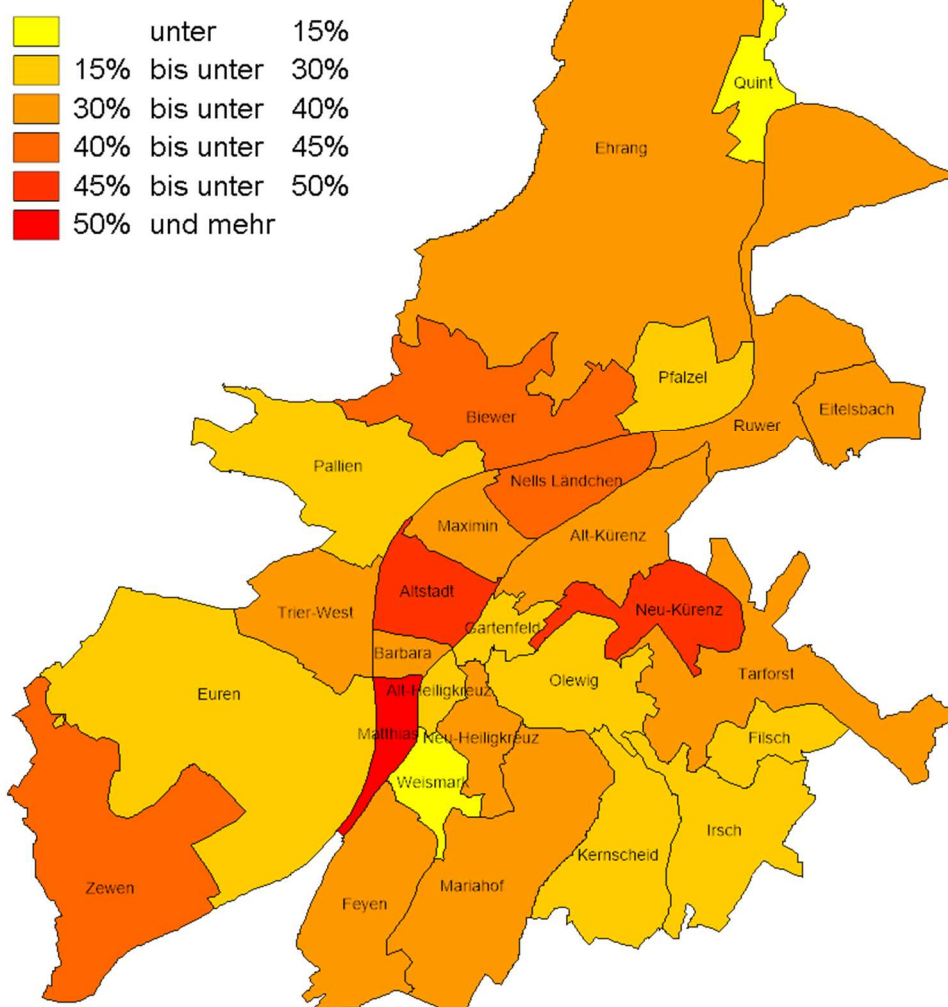 unter 15%
15% bis unter 30%
30% bis unter 40%
40% bis unter 45%
45% bis unter 50%
50% und mehr
Quint
Ehrang
Pfalzel
Eitelsbach
Biewer
Ruwer
Pallien
Nells Ländchen
Maximin
Alt-Kürenz
Altstadt
Neu-Kürenz
Trier-West
Gartenfeld
Barbara
Tarforst
Olewig
Alt-Heiligkreuz
Euren
Matthias
Neu-Heiligkreuz
Filsch
Weismark
Irsch
Kernscheid
Mariahof
Zewen
Feyen